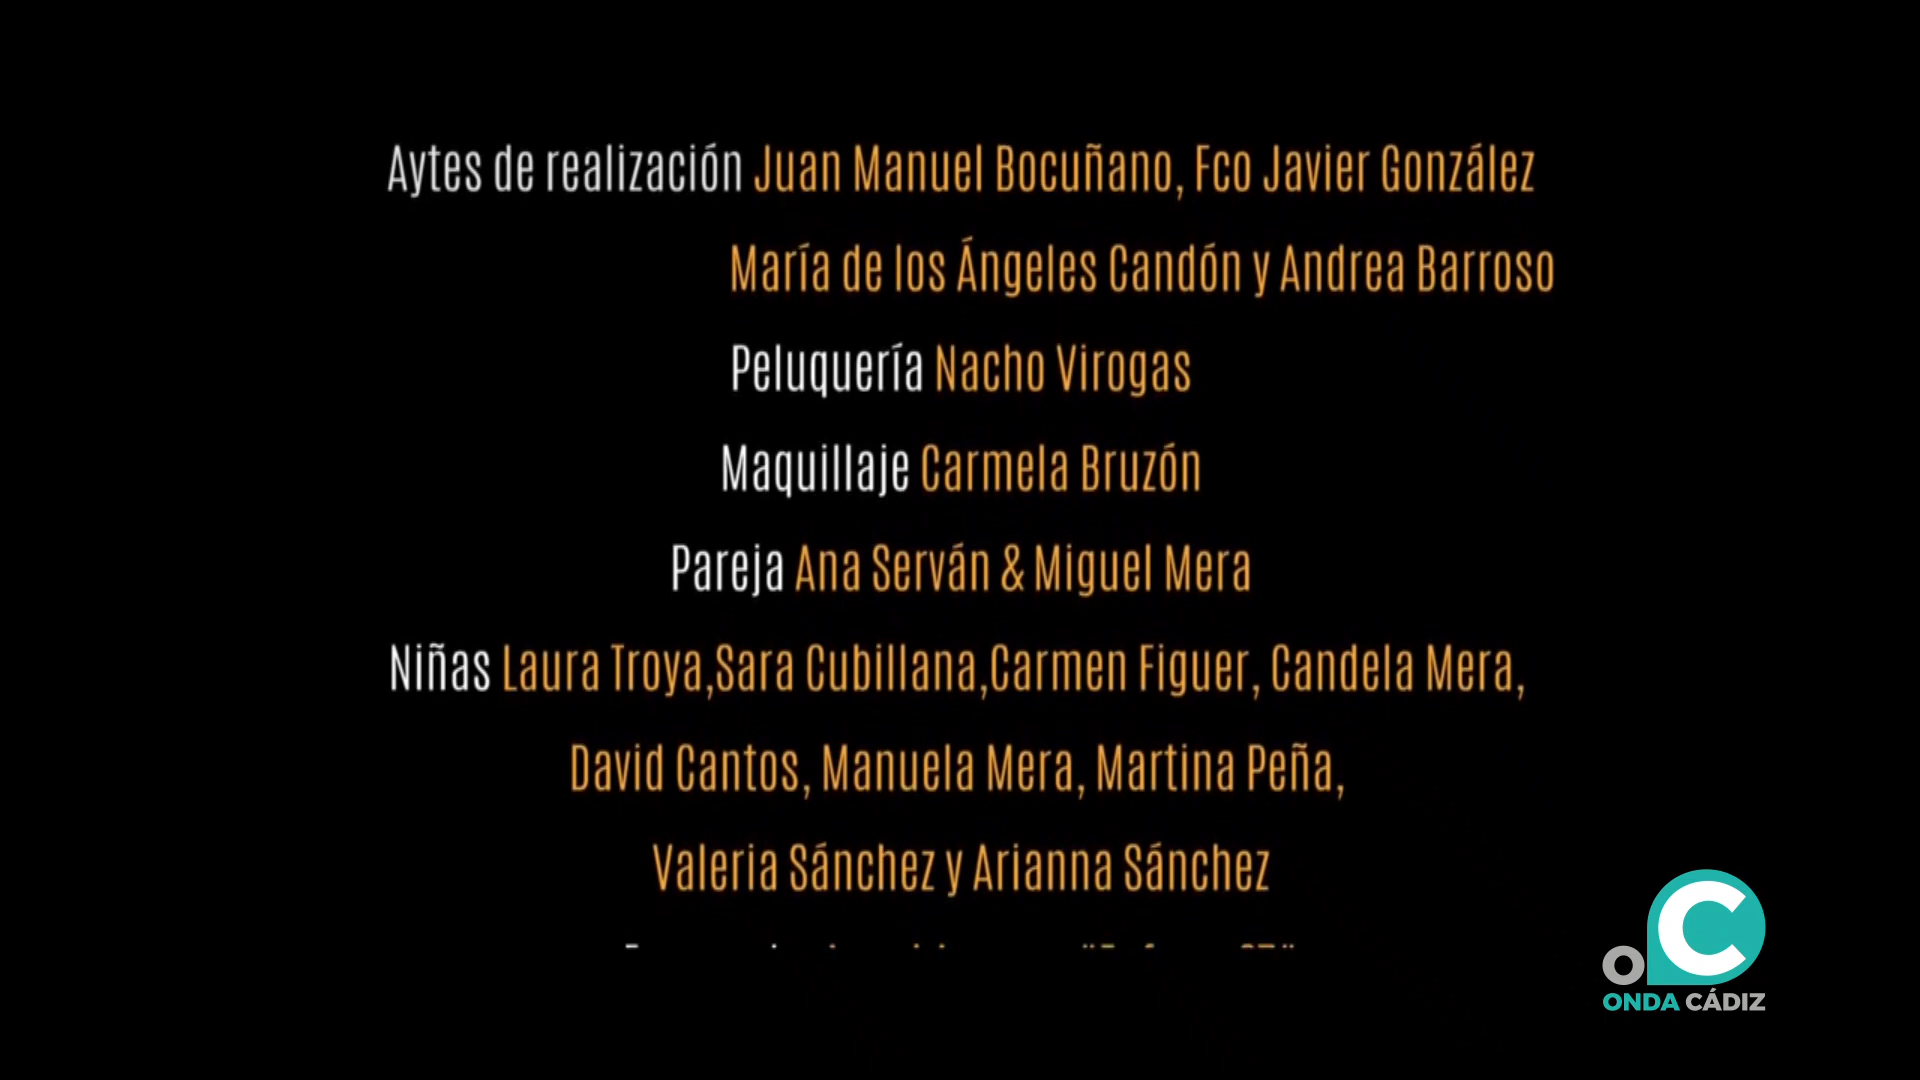 Aytes de realización Juan Manuel Bocuñano, Fco Javier González
María de los Ángeles Candón y Andrea Barroso
Peluquería Nacho Virogas
Maquillaje Carmela Bruzón
Pareja Ana Serván & Miguel Mera
Niñas Laura Troya,Sara Cubillana,Carmen Figuer, Candela Mera,
David Cantos, Manuela Mera, Martina Peña,
Valeria Sánchez y Arianna Sánchez
OC
ONDA CÁDIZ